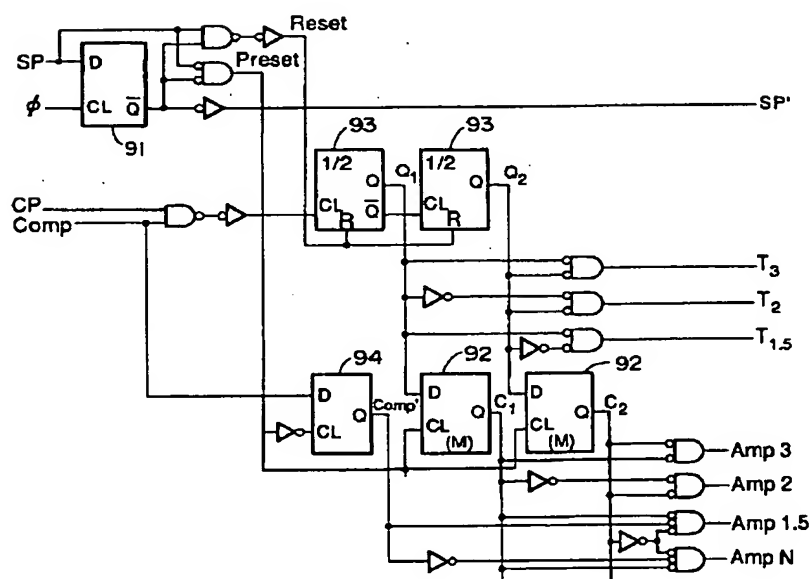 Reset
SP
D
Preset
ϕ
CL
Q̅
SP'
91
93
93
1/2
Q
Q₁
1/2
Q
Q₂
CP
CL
R
Q̅
CL
R
Comp
T₃
T₂
T₁.₅
94
92
92
D
Q
Comp'
D
Q
C₁
D
Q
C₂
CL
CL
(M)
CL
(M)
Amp 3
Amp 2
Amp 1.5
Amp N